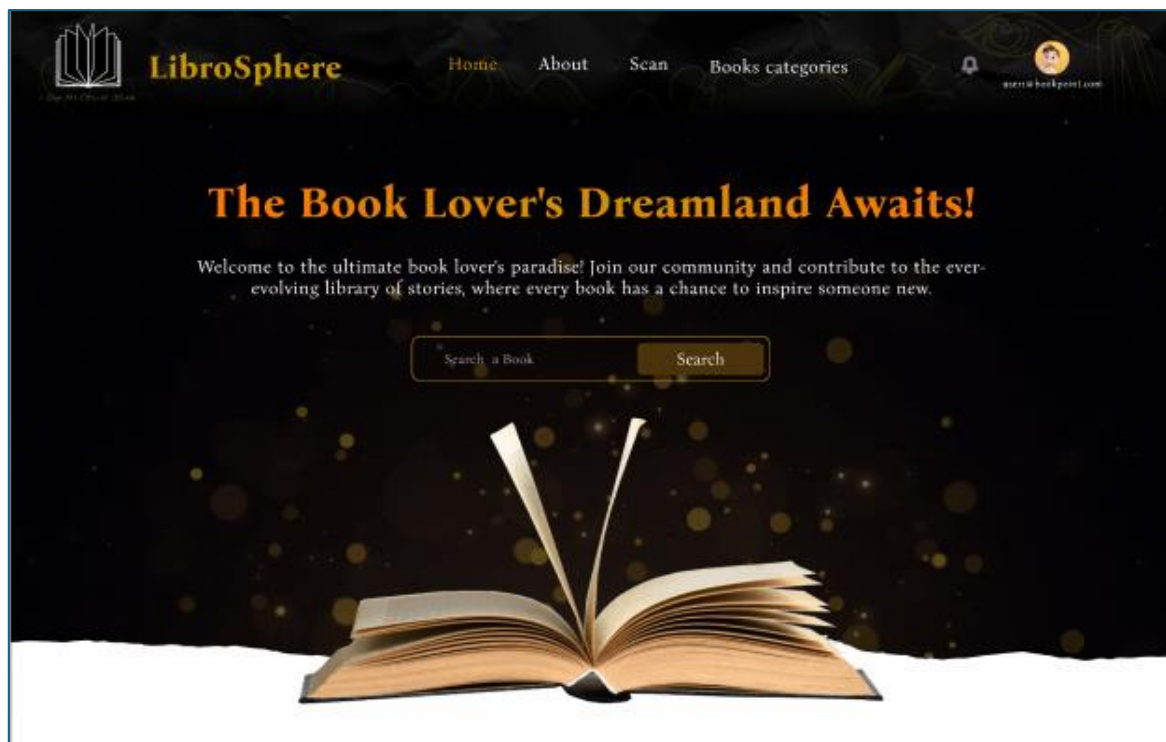 LibroSphere
Home About Scan Books categories
The Book Lover's Dreamland Awaits!
Welcome to the ultimate book lover's paradise! Join our community and contribute to the ever-
evolving library of stories, where every book has a chance to inspire someone new.
Search a Book
Search